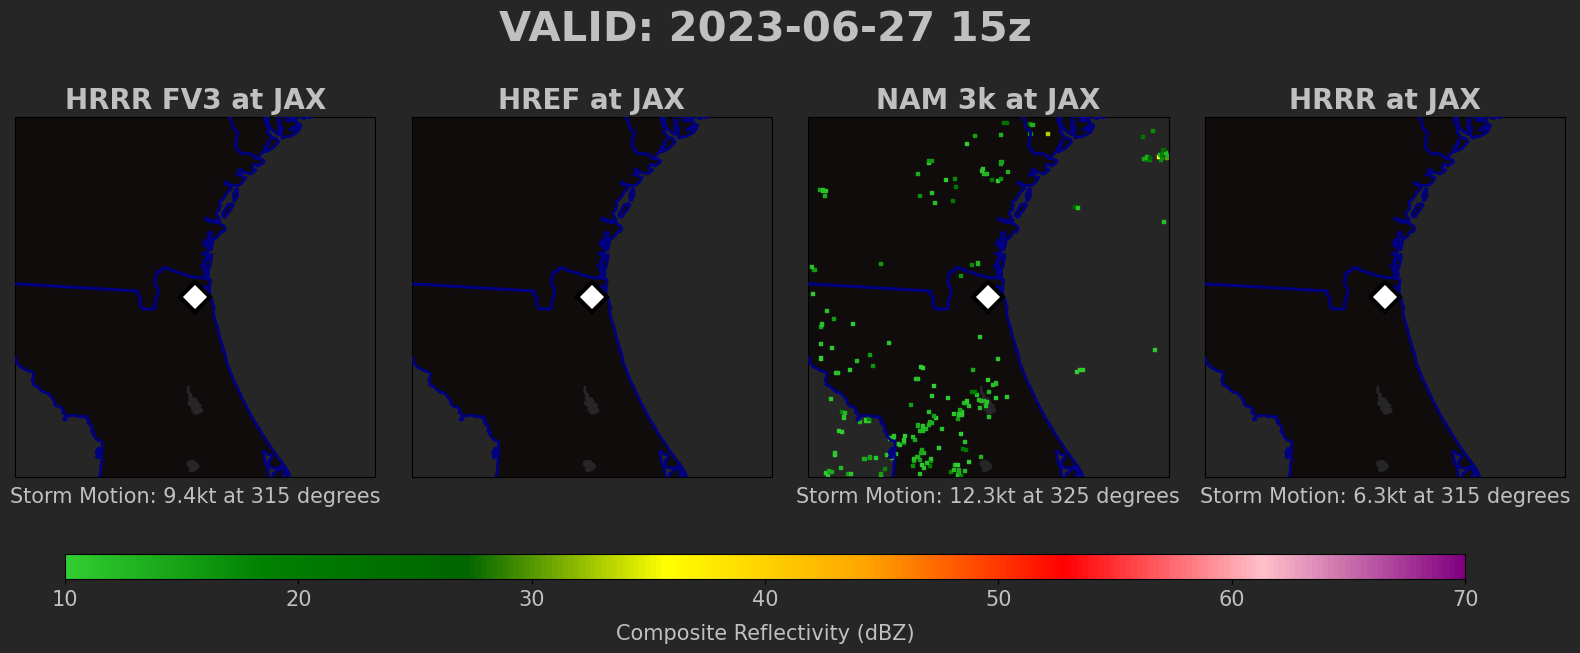 VALID: 2023-06-27 15z
HRRR FV3 at JAX
HREF at JAX
NAM 3k at JAX
HRRR at JAX
Storm Motion: 9.4kt at 315 degrees
Storm Motion: 12.3kt at 325 degrees
Storm Motion: 6.3kt at 315 degrees
10 20 30 40 50 60 70
Composite Reflectivity (dBZ)